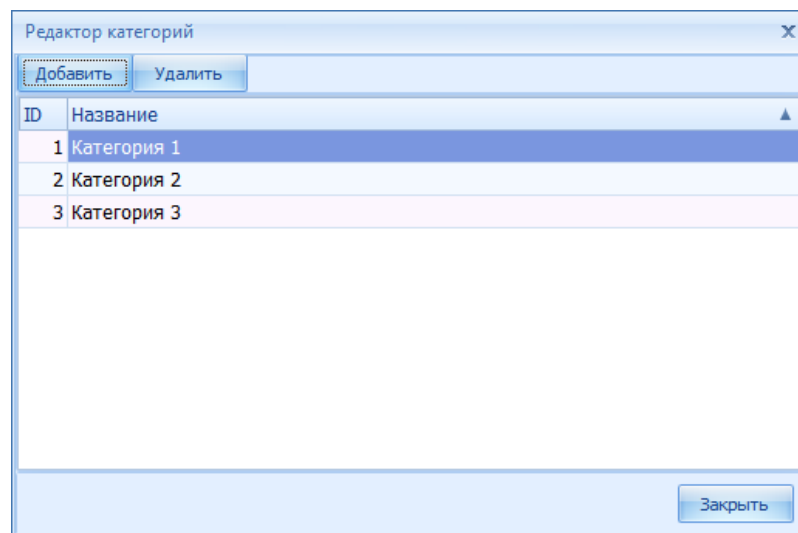 Редактор категорий
Добавить Удалить
ID Название
1 Категория 1
2 Категория 2
3 Категория 3
Закрыть